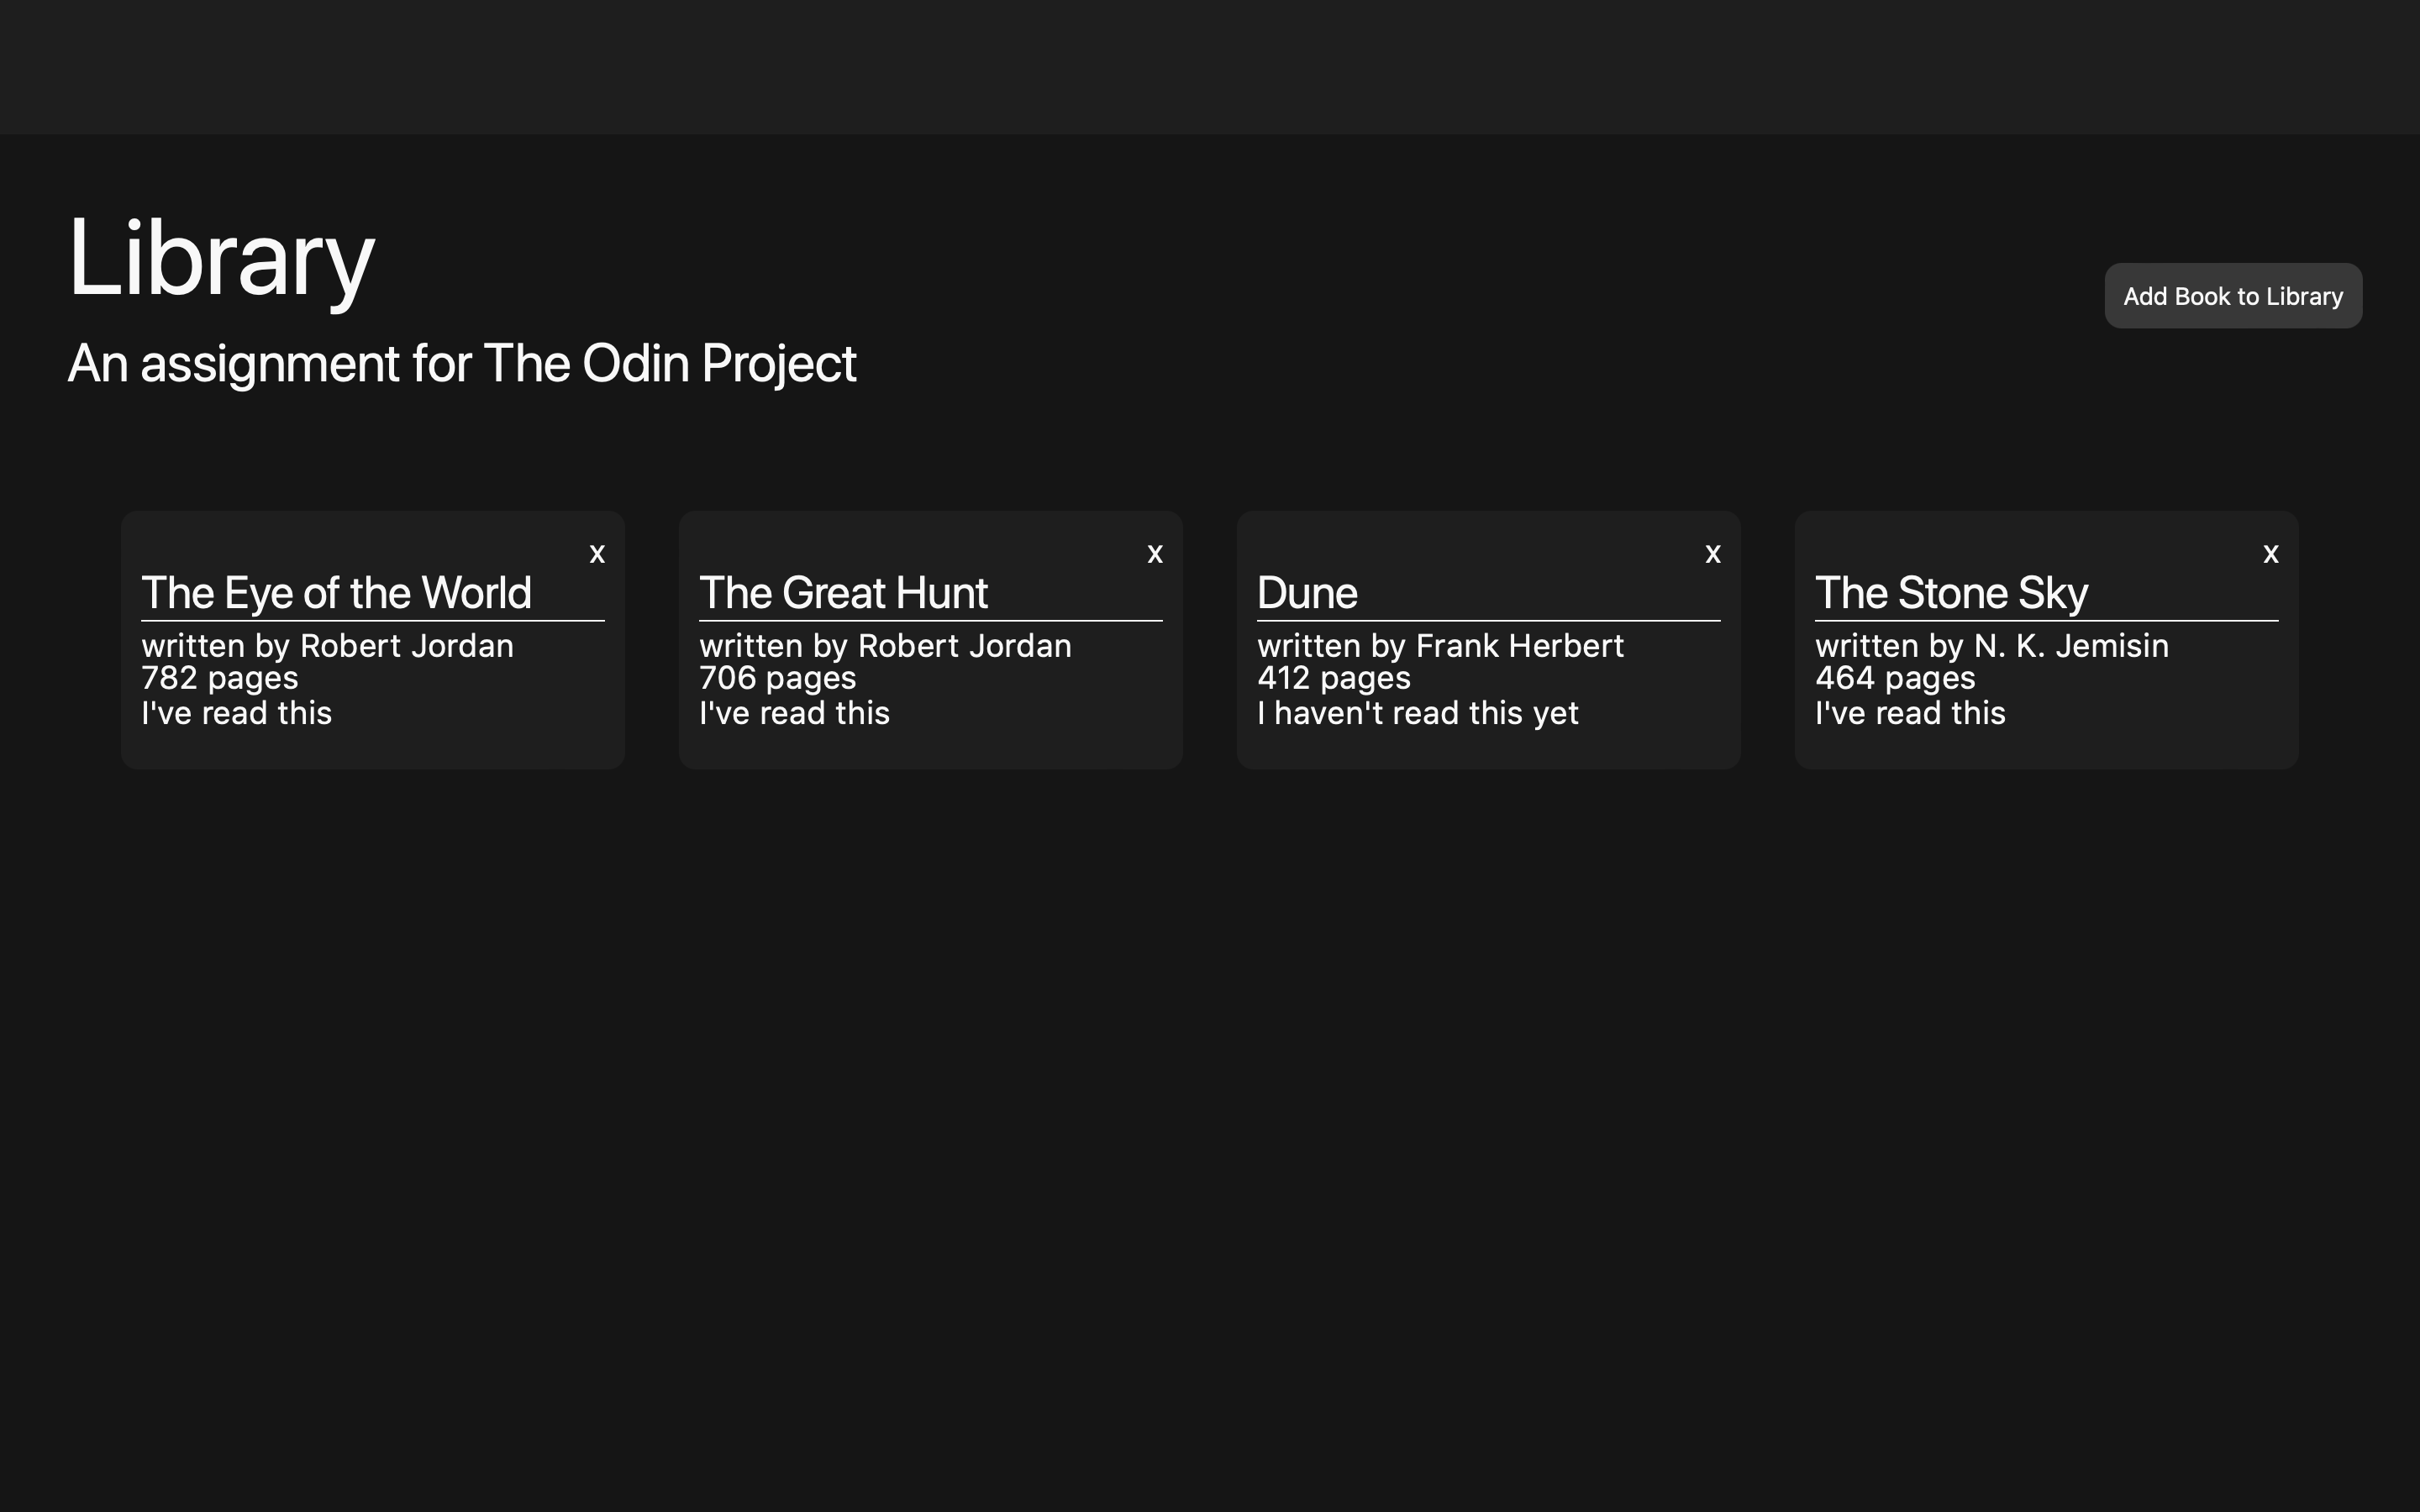 Library
An assignment for The Odin Project
Add Book to Library
x
The Eye of the World
written by Robert Jordan
782 pages
I've read this
x
The Great Hunt
written by Robert Jordan
706 pages
I've read this
x
Dune
written by Frank Herbert
412 pages
I haven't read this yet
x
The Stone Sky
written by N. K. Jemisin
464 pages
I've read this